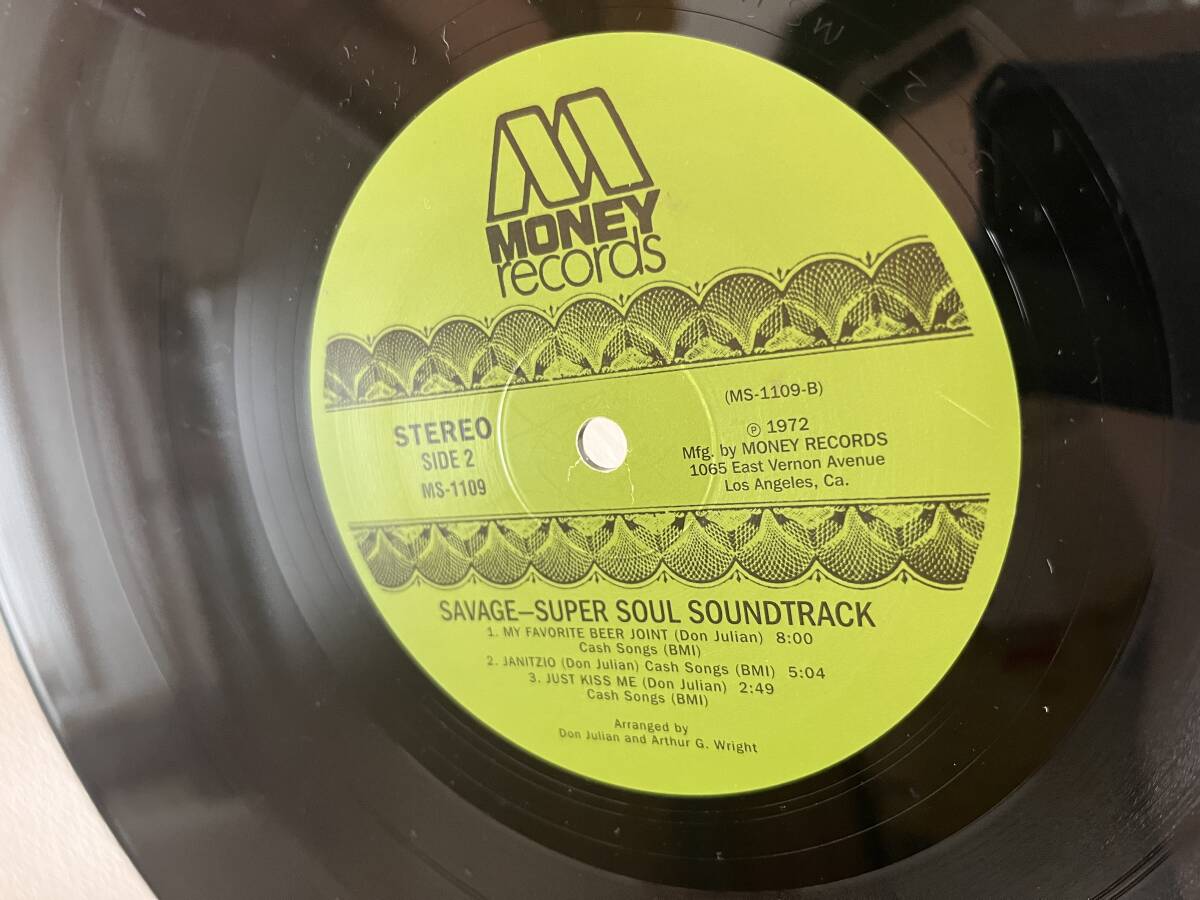 M
MONEY
records
(MS-1109-B)
STEREO
SIDE 2
MS-1109
℗ 1972
Mfg. by MONEY RECORDS
1065 East Vernon Avenue
Los Angeles, Ca.
SAVAGE—SUPER SOUL SOUNDTRACK
1. MY FAVORITE BEER JOINT (Don Julian) 8:00
Cash Songs (BMI)
2. JANITZIO (Don Julian) Cash Songs (BMI) 5:04
3. JUST KISS ME (Don Julian) 2:49
Cash Songs (BMI)
Arranged by
Don Julian and Arthur G. Wright